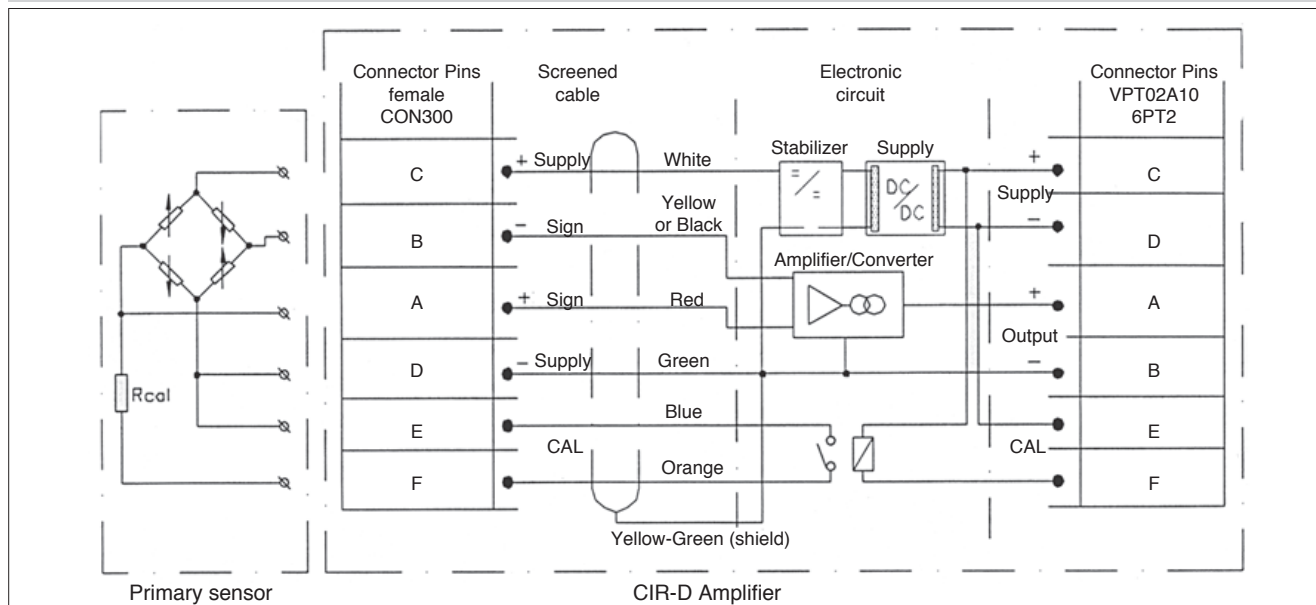 Connector Pins
female
CON300
Screened
cable
Electronic
circuit
Connector Pins
VPT02A10
6PT2
Stabilizer
Supply
C
+ Supply
White
=/=
DC/DC
+
C
Supply
Yellow
or Black
B
- Sign
-
D
Amplifier/Converter
A
+ Sign
Red
+
A
Output
D
- Supply
Green
-
B
Rcal
Blue
E
E
CAL
CAL
Orange
F
F
Yellow-Green (shield)
Primary sensor
CIR-D Amplifier